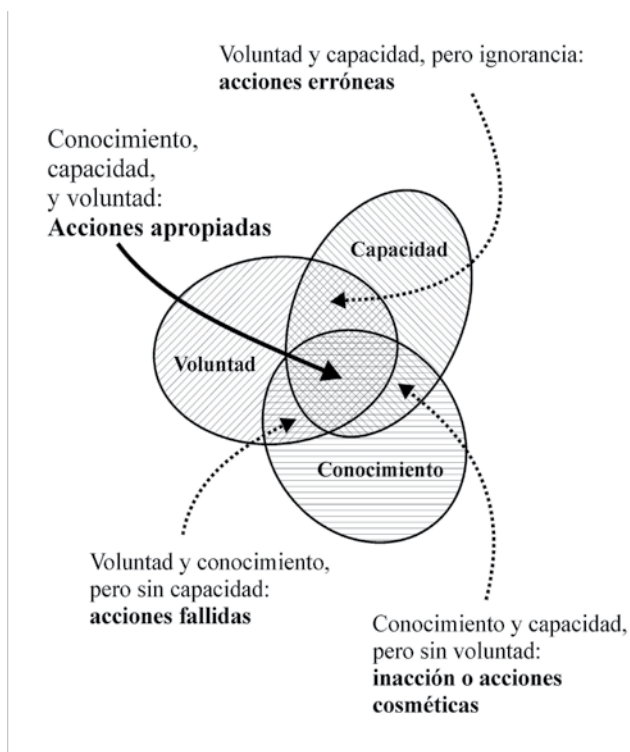 Voluntad y capacidad, pero ignorancia:
acciones erróneas
Conocimiento,
capacidad,
y voluntad:
Acciones apropiadas
Capacidad
Voluntad
Conocimiento
Voluntad y conocimiento,
pero sin capacidad:
acciones fallidas
Conocimiento y capacidad,
pero sin voluntad:
inacción o acciones
cosméticas